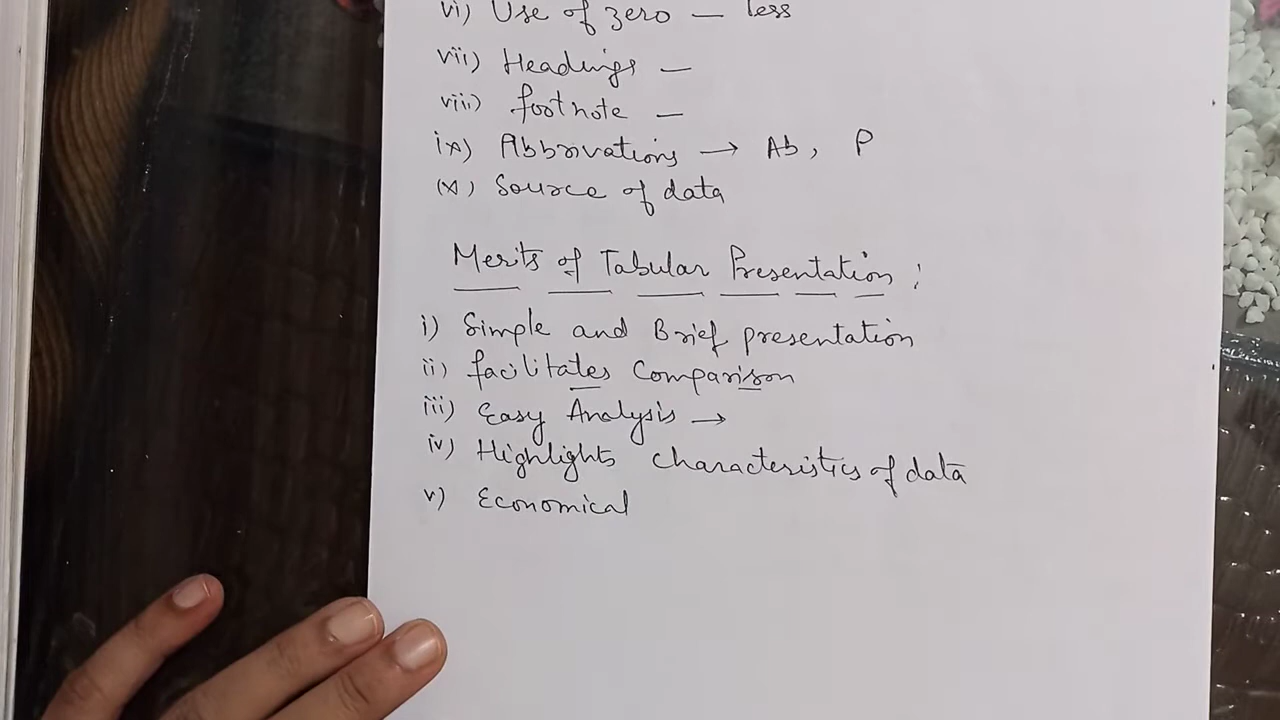 vi) Use of zero — less
vii) Headings —
viii) footnote —
ix) Abbrivations → Ab, P
(x) Source of data
Merits of Tabular Presentation :
i) Simple and Brief presentation
ii) facilitates Comparison
iii) Easy Analysis →
iv) Highlights characteristics of data
v) Economical